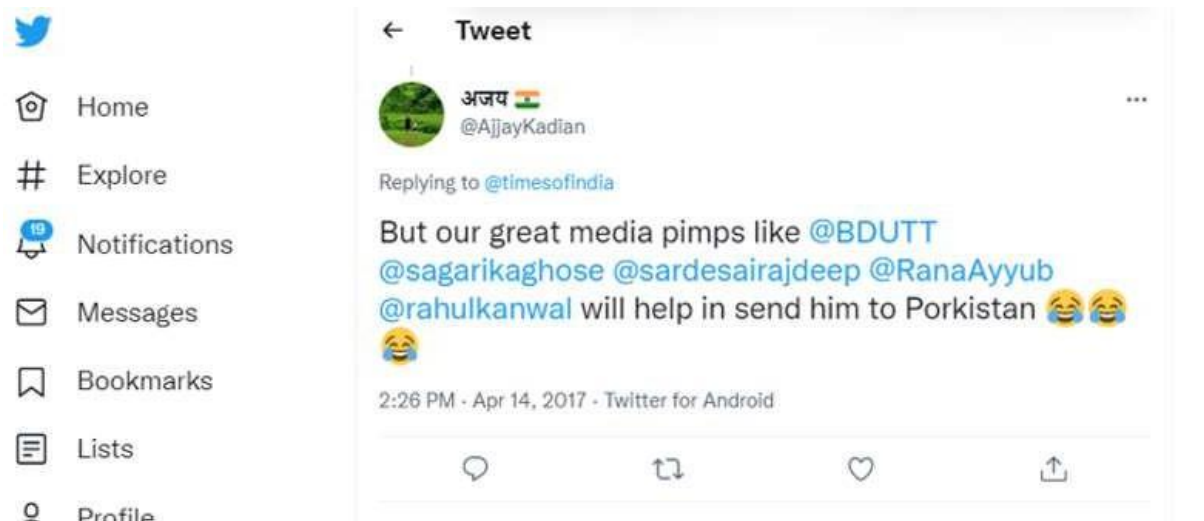 Tweet
अजय
@AjjayKadian
Home
Replying to @timesofindia
Explore
But our great media pimps like @BDUTT
19
Notifications
@sagarikaghose @sardesairajdeep @RanaAyyub
@rahulkanwal will help in send him to Porkistan 😂😂
Messages
😂
Bookmarks
2:26 PM · Apr 14, 2017 · Twitter for Android
Lists
Profile